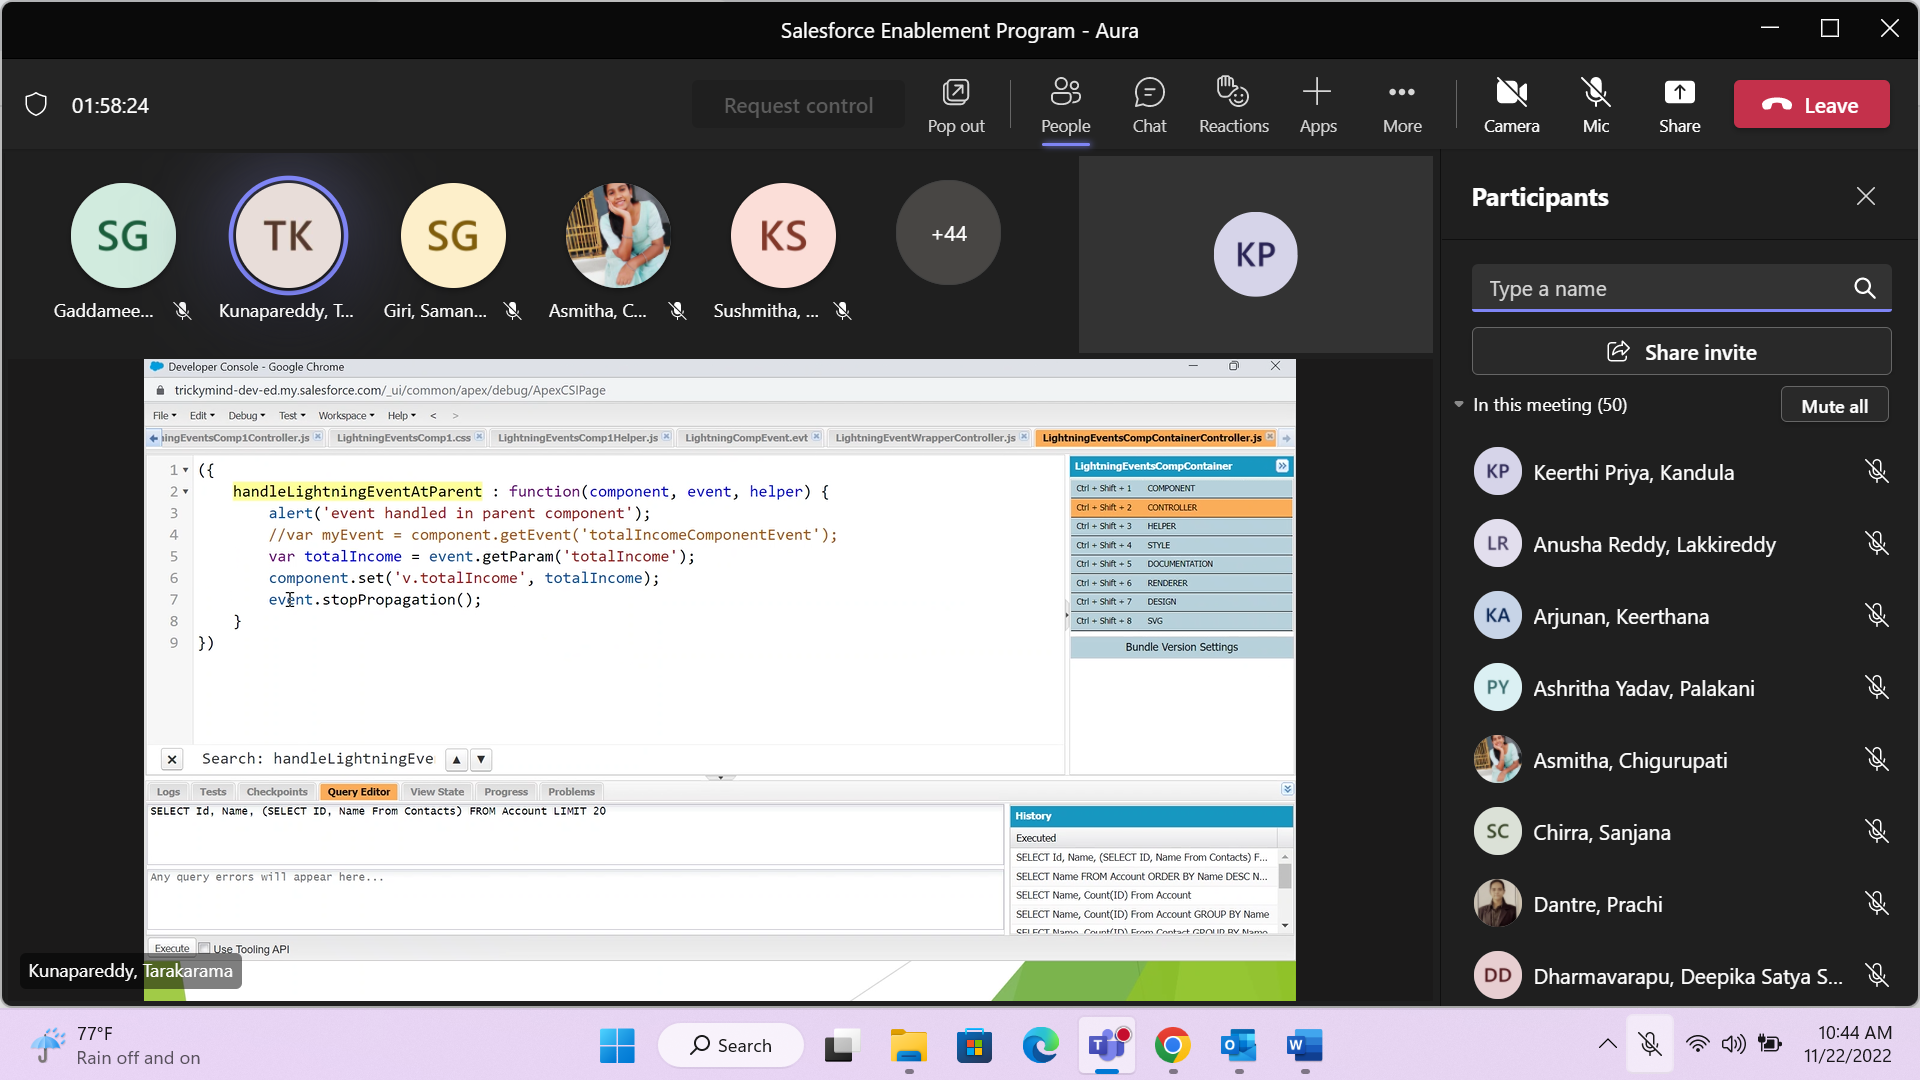 Salesforce Enablement Program - Aura
01:58:24
Request control
Pop out
People
Chat
Reactions
Apps
More
Camera
Mic
Share
Leave
SG
TK
SG
KS
+44
KP
Gaddamee...
Kunapareddy, T...
Giri, Saman...
Asmitha, C...
Sushmitha, ...
Participants
Type a name
Share invite
In this meeting (50)
Mute all
KP Keerthi Priya, Kandula
LR Anusha Reddy, Lakkireddy
KA Arjunan, Keerthana
PY Ashritha Yadav, Palakani
Asmitha, Chigurupati
SC Chirra, Sanjana
Dantre, Prachi
DD Dharmavarapu, Deepika Satya S...
Developer Console - Google Chrome
trickymind-dev-ed.my.salesforce.com/_ui/common/apex/debug/ApexCSIPage
File Edit Debug Test Workspace Help < >
ingEventsComp1Controller.js LightningEventsComp1.css LightningEventsComp1Helper.js LightningCompEvent.evt LightningEventWrapperController.js LightningEventsCompContainerController.js
1 ({
2 handleLightningEventAtParent : function(component, event, helper) {
3 alert('event handled in parent component');
4 //var myEvent = component.getEvent('totalIncomeComponentEvent');
5 var totalIncome = event.getParam('totalIncome');
6 component.set('v.totalIncome', totalIncome);
7 event.stopPropagation();
8 }
9 })
LightningEventsCompContainer
Ctrl + Shift + 1 COMPONENT
Ctrl + Shift + 2 CONTROLLER
Ctrl + Shift + 3 HELPER
Ctrl + Shift + 4 STYLE
Ctrl + Shift + 5 DOCUMENTATION
Ctrl + Shift + 6 RENDERER
Ctrl + Shift + 7 DESIGN
Ctrl + Shift + 8 SVG
Bundle Version Settings
Search: handleLightningEve
Logs Tests Checkpoints Query Editor View State Progress Problems
SELECT Id, Name, (SELECT ID, Name From Contacts) FROM Account LIMIT 20
Any query errors will appear here...
History
Executed
SELECT Id, Name, (SELECT ID, Name From Contacts) F...
SELECT Name FROM Account ORDER BY Name DESC N...
SELECT Name, Count(ID) From Account
SELECT Name, Count(ID) From Account GROUP BY Name
SELECT Name, Count(ID) From Contact GROUP BY Name
Execute Use Tooling API
Kunapareddy, Tarakarama
77°F
Rain off and on
Search
10:44 AM
11/22/2022